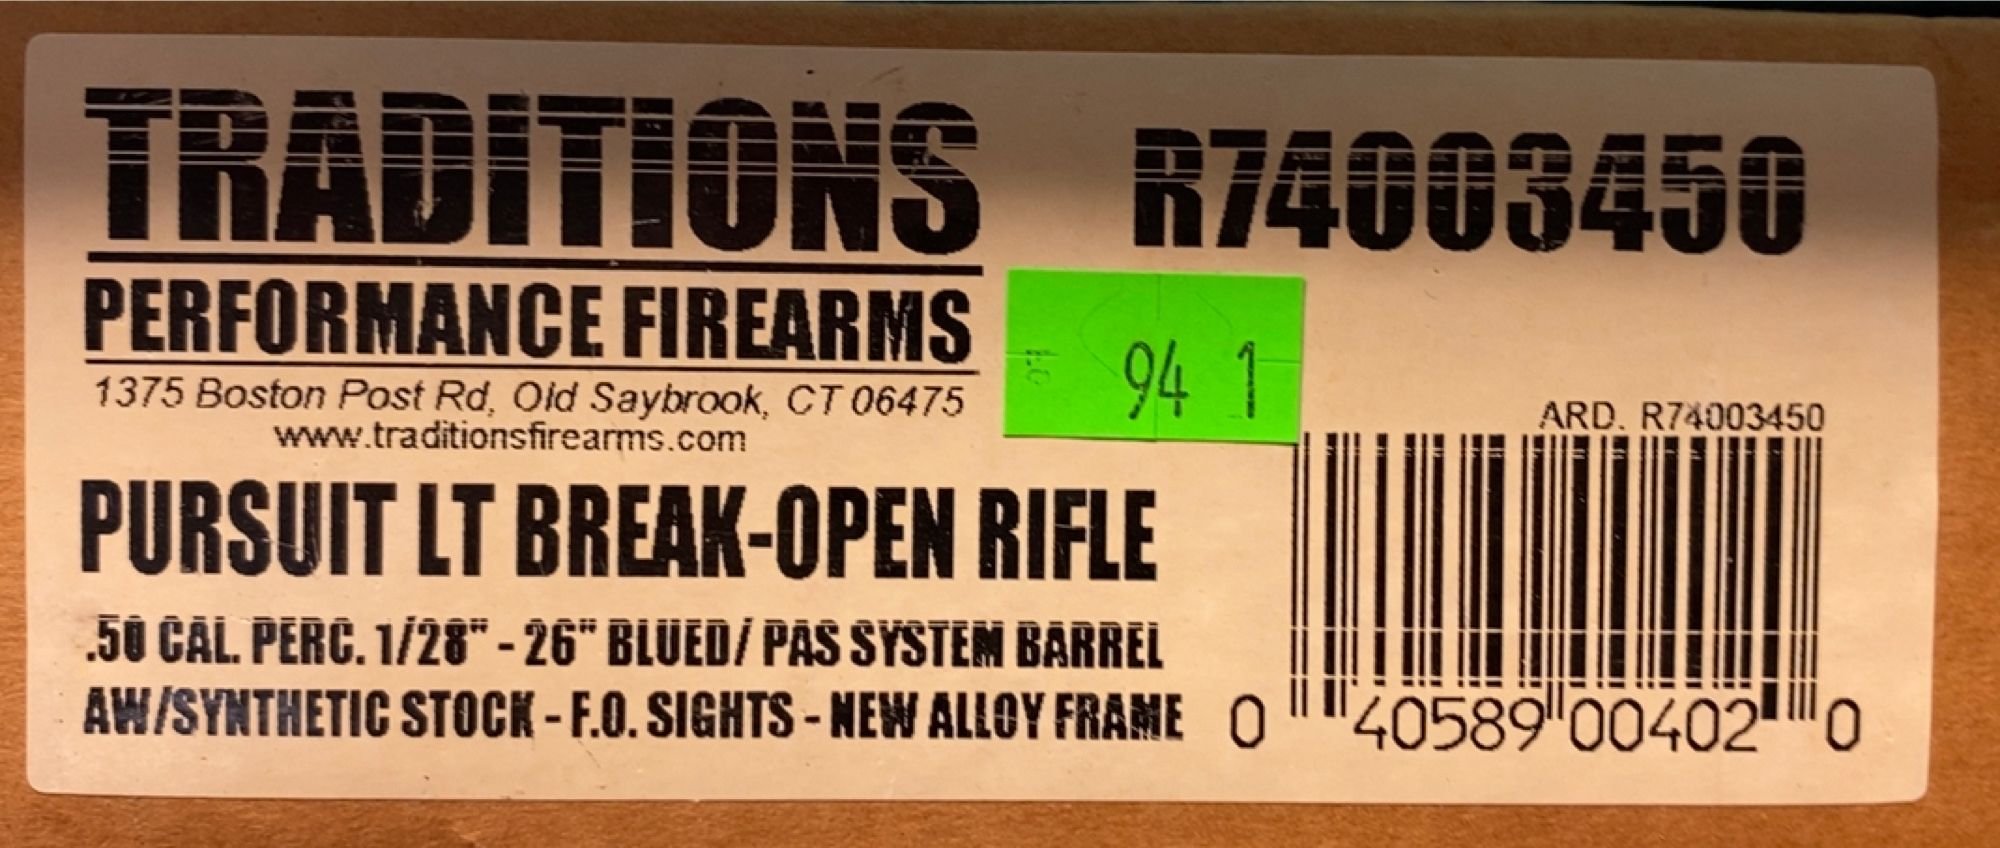 TRADITIONS
R74003450
PERFORMANCE FIREARMS
1375 Boston Post Rd, Old Saybrook, CT 06475
www.traditionsfirearms.com
94 1
ARD. R74003450
PURSUIT LT BREAK-OPEN RIFLE
.50 CAL. PERC. 1/28" - 26" BLUED/ PAS SYSTEM BARREL
AW/SYNTHETIC STOCK - F.O. SIGHTS - NEW ALLOY FRAME
0 40589 00402 0